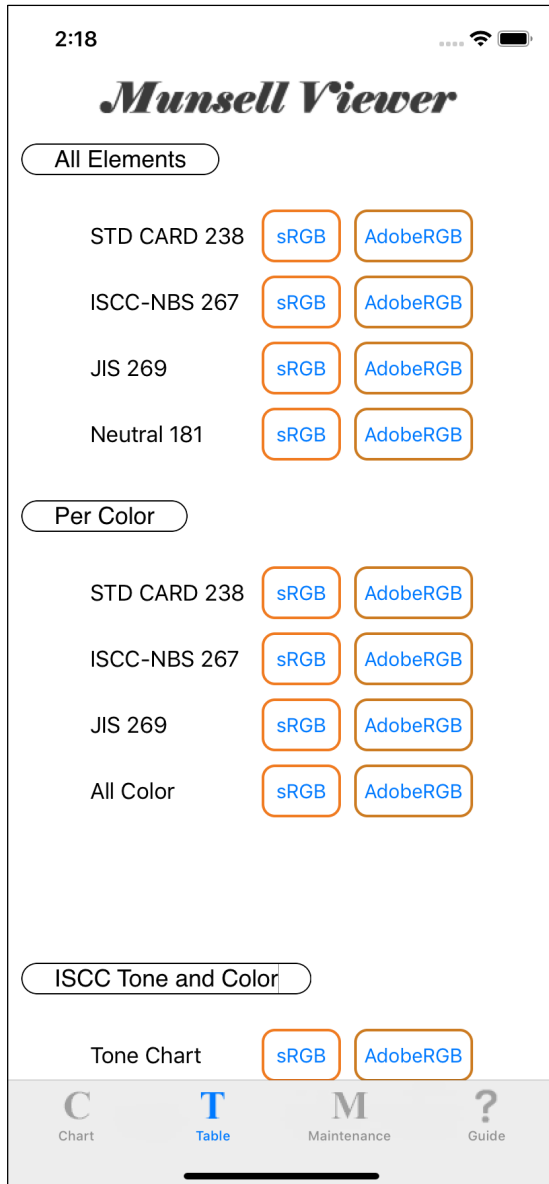 2:18
Munsell Viewer
All Elements
STD CARD 238 sRGB AdobeRGB
ISCC-NBS 267 sRGB AdobeRGB
JIS 269 sRGB AdobeRGB
Neutral 181 sRGB AdobeRGB
Per Color
STD CARD 238 sRGB AdobeRGB
ISCC-NBS 267 sRGB AdobeRGB
JIS 269 sRGB AdobeRGB
All Color sRGB AdobeRGB
ISCC Tone and Color
Tone Chart sRGB AdobeRGB
C T M ?
Chart Table Maintenance Guide